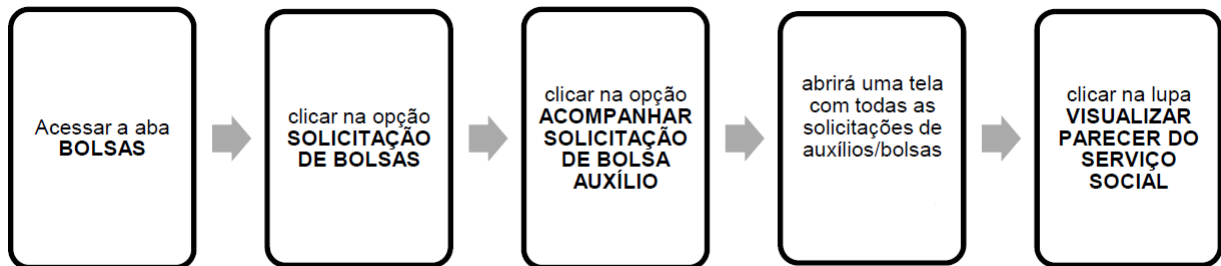 Acessar a aba
BOLSAS
clicar na opção
SOLICITAÇÃO
DE BOLSAS
clicar na opção
ACOMPANHAR
SOLICITAÇÃO
DE BOLSA
AUXÍLIO
abrirá uma tela
com todas as
solicitações de
auxílios/bolsas
clicar na lupa
VISUALIZAR
PARECER DO
SERVIÇO
SOCIAL